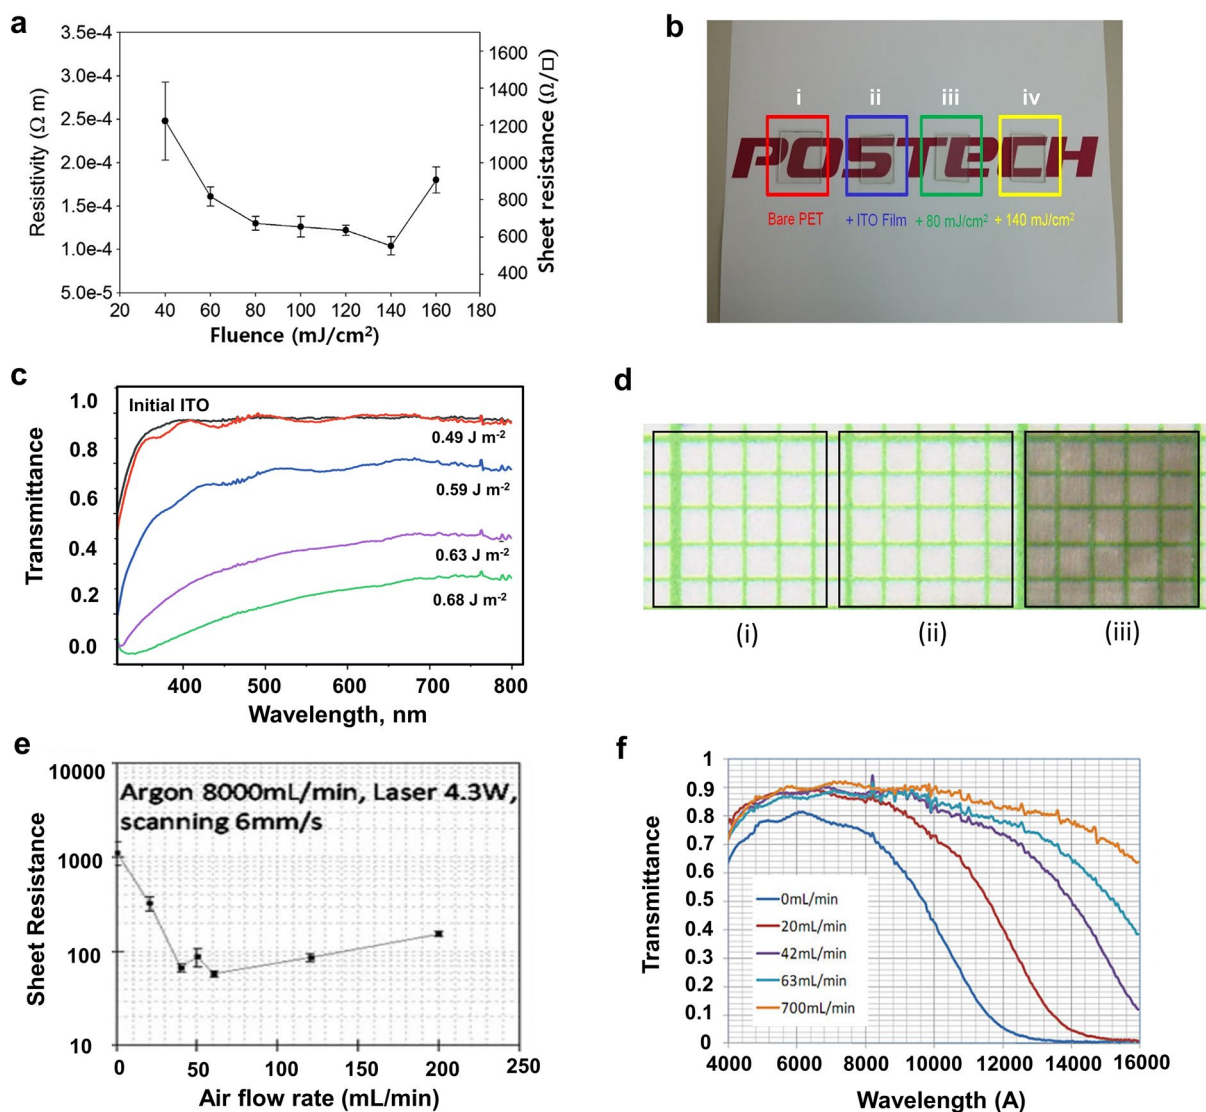 a
3.5e-4
3.0e-4
2.5e-4
2.0e-4
1.5e-4
1.0e-4
5.0e-5
Resistivity (Ω m)
1600
1400
1200
1000
800
600
400
Sheet resistance (Ω/□)
20 40 60 80 100 120 140 160 180
Fluence (mJ/cm²)
b
i ii iii iv
POSTECH
Bare PET + ITO Film + 80 mJ/cm² + 140 mJ/cm²
c
1.0
0.8
0.6
0.4
0.2
0.0
Transmittance
Initial ITO
0.49 J m⁻²
0.59 J m⁻²
0.63 J m⁻²
0.68 J m⁻²
400 500 600 700 800
Wavelength, nm
d
(i) (ii) (iii)
e
10000
1000
100
10
Sheet Resistance
Argon 8000mL/min, Laser 4.3W,
scanning 6mm/s
0 50 100 150 200 250
Air flow rate (mL/min)
f
1
0.9
0.8
0.7
0.6
0.5
0.4
0.3
0.2
0.1
0
Transmittance
0mL/min
20mL/min
42mL/min
63mL/min
700mL/min
4000 6000 8000 10000 12000 14000 16000
Wavelength (A)